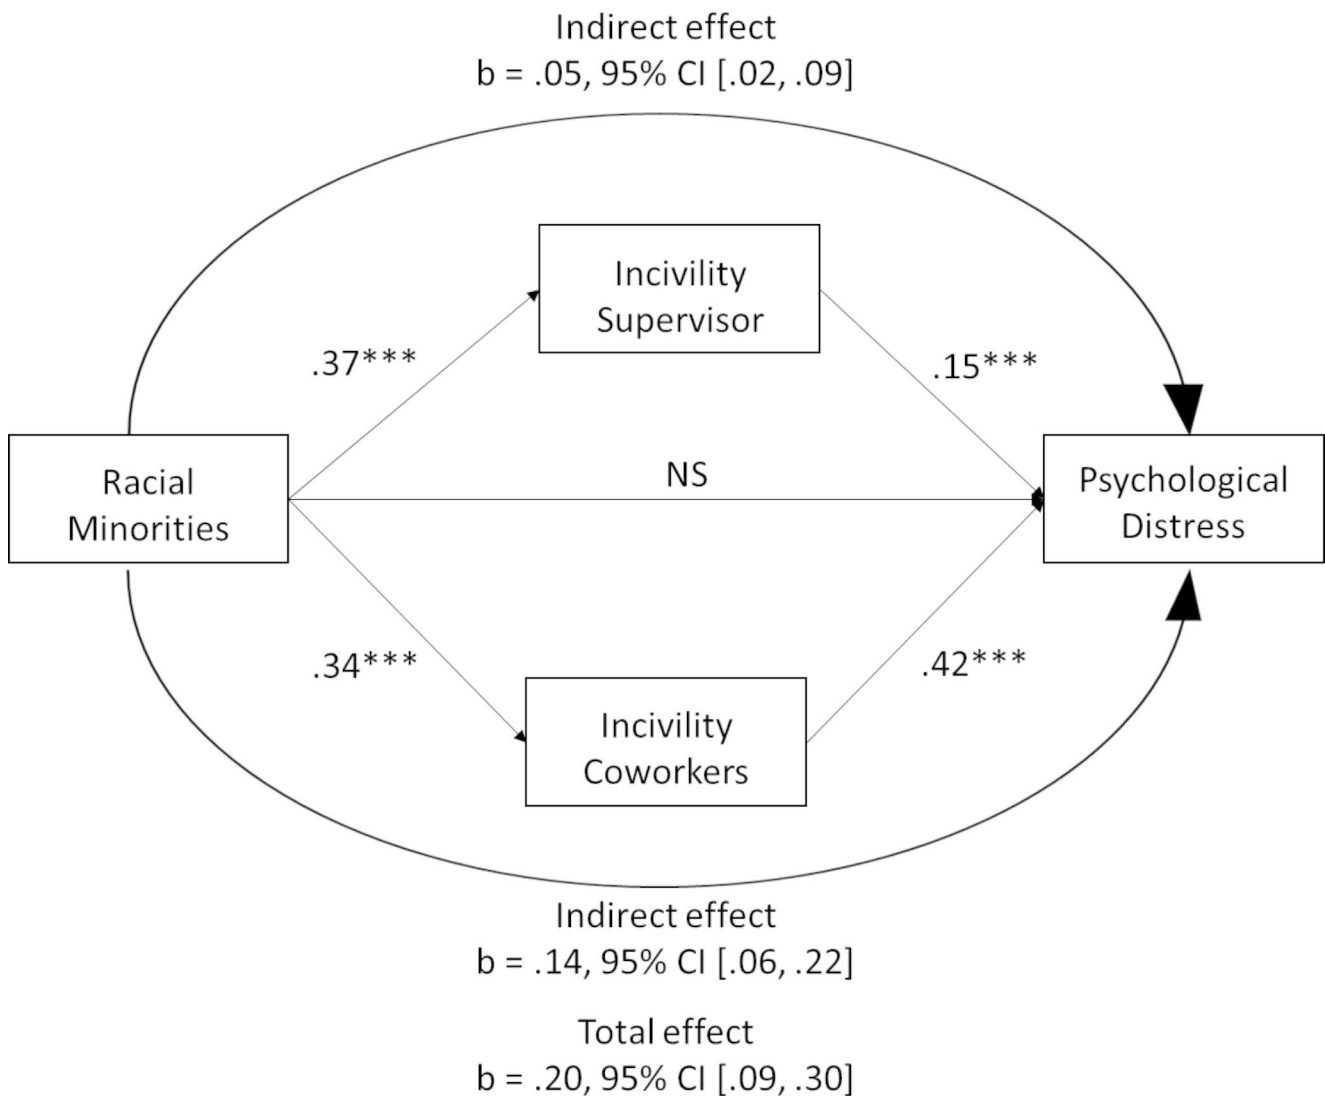 Indirect effect
b = .05, 95% CI [.02, .09]
Incivility
Supervisor
.37***
.15***
NS
Racial
Minorities
Psychological
Distress
.34***
.42***
Incivility
Coworkers
Indirect effect
b = .14, 95% CI [.06, .22]
Total effect
b = .20, 95% CI [.09, .30]